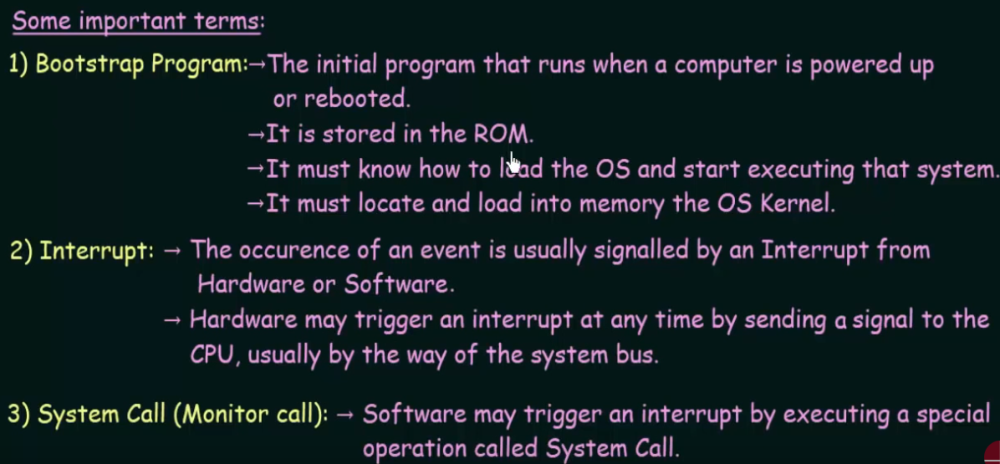 Some important terms:
1) Bootstrap Program:→The initial program that runs when a computer is powered up
or rebooted.
→It is stored in the ROM.
→It must know how to load the OS and start executing that system.
→It must locate and load into memory the OS Kernel.
2) Interrupt: → The occurence of an event is usually signalled by an Interrupt from
Hardware or Software.
→ Hardware may trigger an interrupt at any time by sending a signal to the
CPU, usually by the way of the system bus.
3) System Call (Monitor call): → Software may trigger an interrupt by executing a special
operation called System Call.